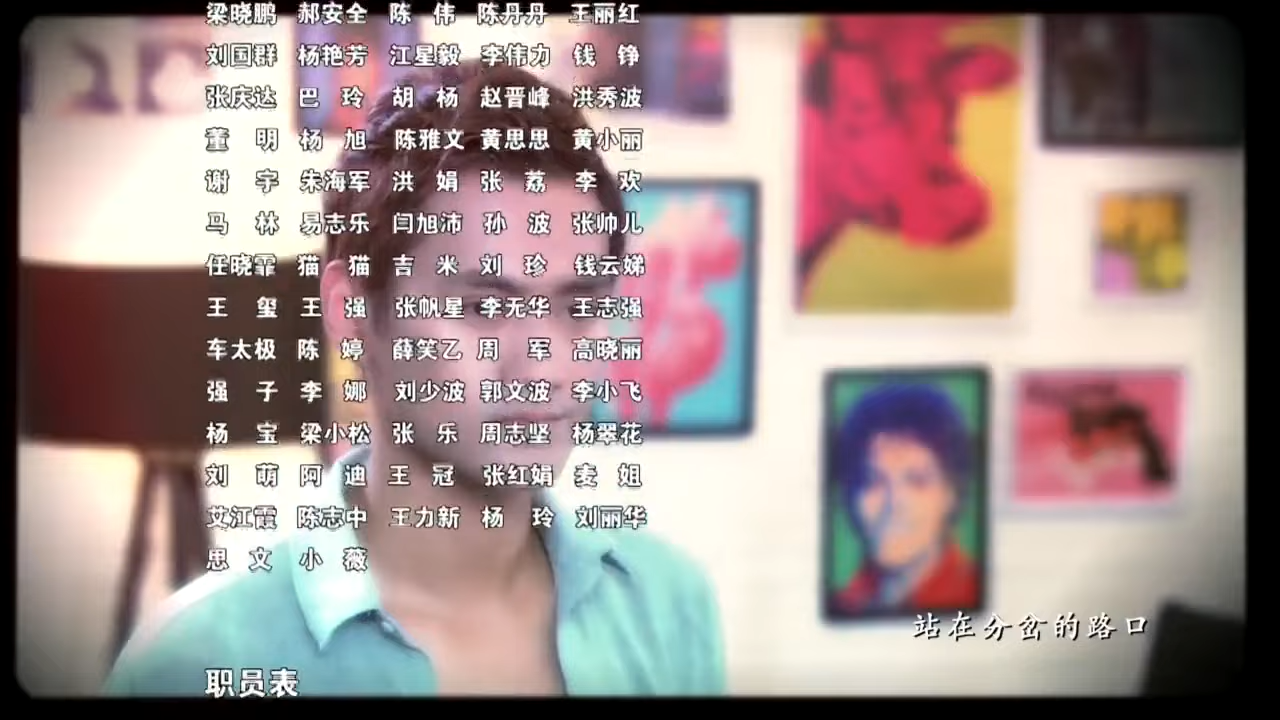 梁晓鹏 郝安全 陈伟 陈丹丹 王丽红
刘国群 杨艳芳 江星毅 李伟力 钱铮
张庆达 巴玲 胡杨 赵晋峰 洪秀波
董明 杨旭 陈雅文 黄思思 黄小丽
谢宇 朱海军 洪娟 张荔 李欢
马林 易志乐 闫旭沛 孙波 张帅儿
任晓霏 猫猫 吉米 刘珍 钱云娣
王玺 王强 张帆星 李无华 王志强
车太极 陈婷 薛笑乙 周军 高晓丽
强子 李娜 刘少波 郭文波 李小飞
杨宝 梁小松 张乐 周志坚 杨翠花
刘萌 阿迪 王冠 张红娟 麦姐
艾江霞 陈志中 王力新 杨玲 刘丽华
思文 小薇
站在分岔的路口
职员表